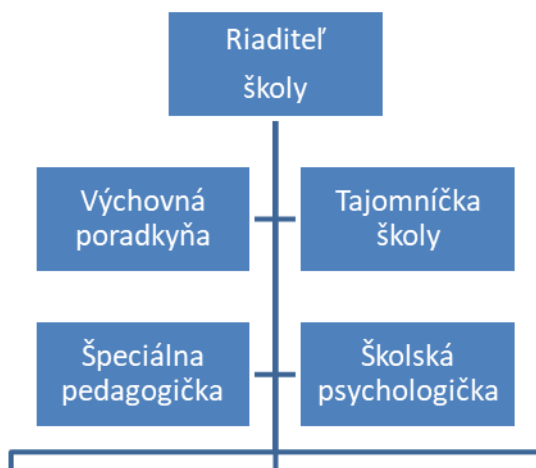 Riaditeľ
školy
Výchovná
poradkyňa
Tajomníčka
školy
Špeciálna
pedagogička
Školská
psychologička